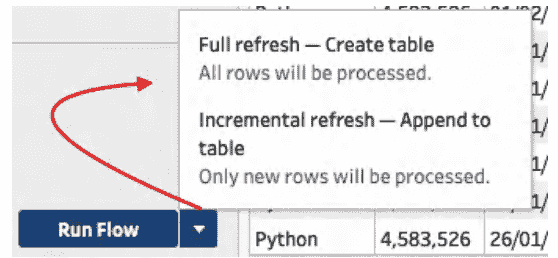 Full refresh — Create table
All rows will be processed.
Incremental refresh — Append to
table
Only new rows will be processed.
Run Flow
Python 4,583,526 26/01/